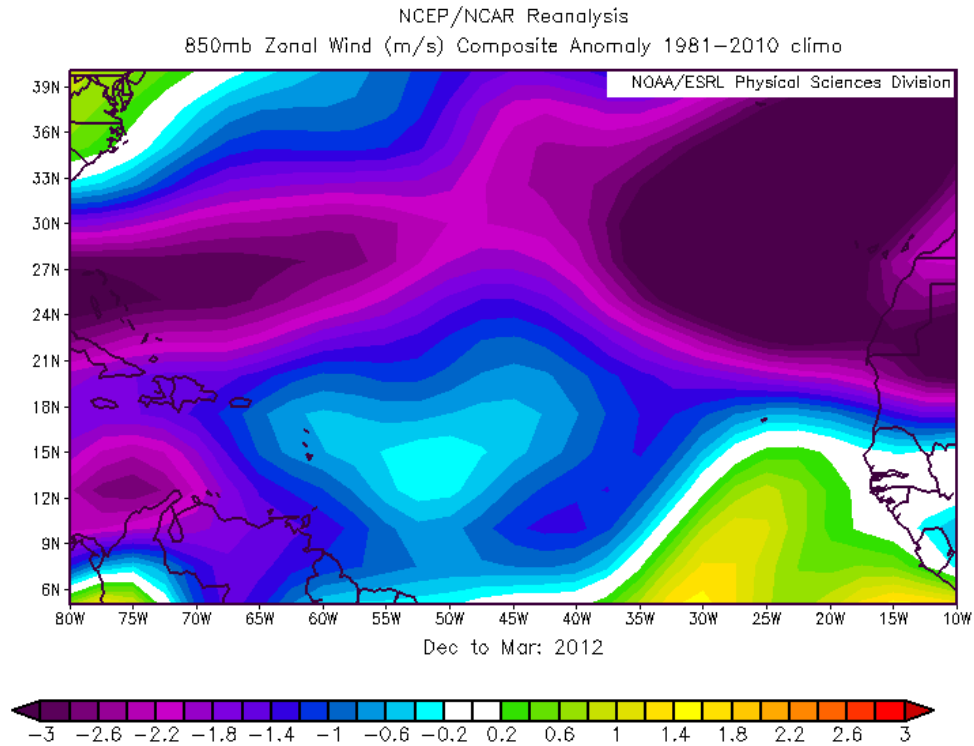 NCEP/NCAR Reanalysis
850mb Zonal Wind (m/s) Composite Anomaly 1981-2010 climo
NOAA/ESRL Physical Sciences Division
39N
36N
33N
30N
27N
24N
21N
18N
15N
12N
9N
6N
80W 75W 70W 65W 60W 55W 50W 45W 40W 35W 30W 25W 20W 15W 10W
Dec to Mar: 2012
-3 -2.6 -2.2 -1.8 -1.4 -1 -0.6 -0.2 0.2 0.6 1 1.4 1.8 2.2 2.6 3